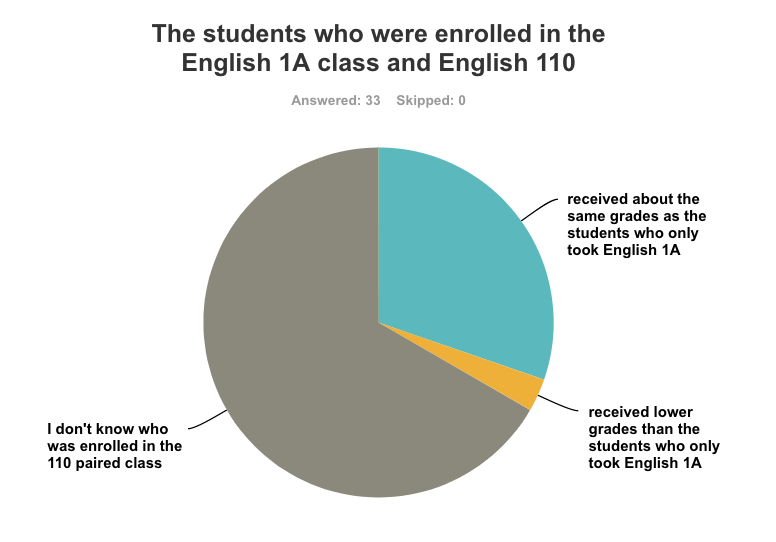 The students who were enrolled in the
English 1A class and English 110
Answered: 33 Skipped: 0
received about the
same grades as the
students who only
took English 1A
received lower
grades than the
students who only
took English 1A
I don't know who
was enrolled in the
110 paired class